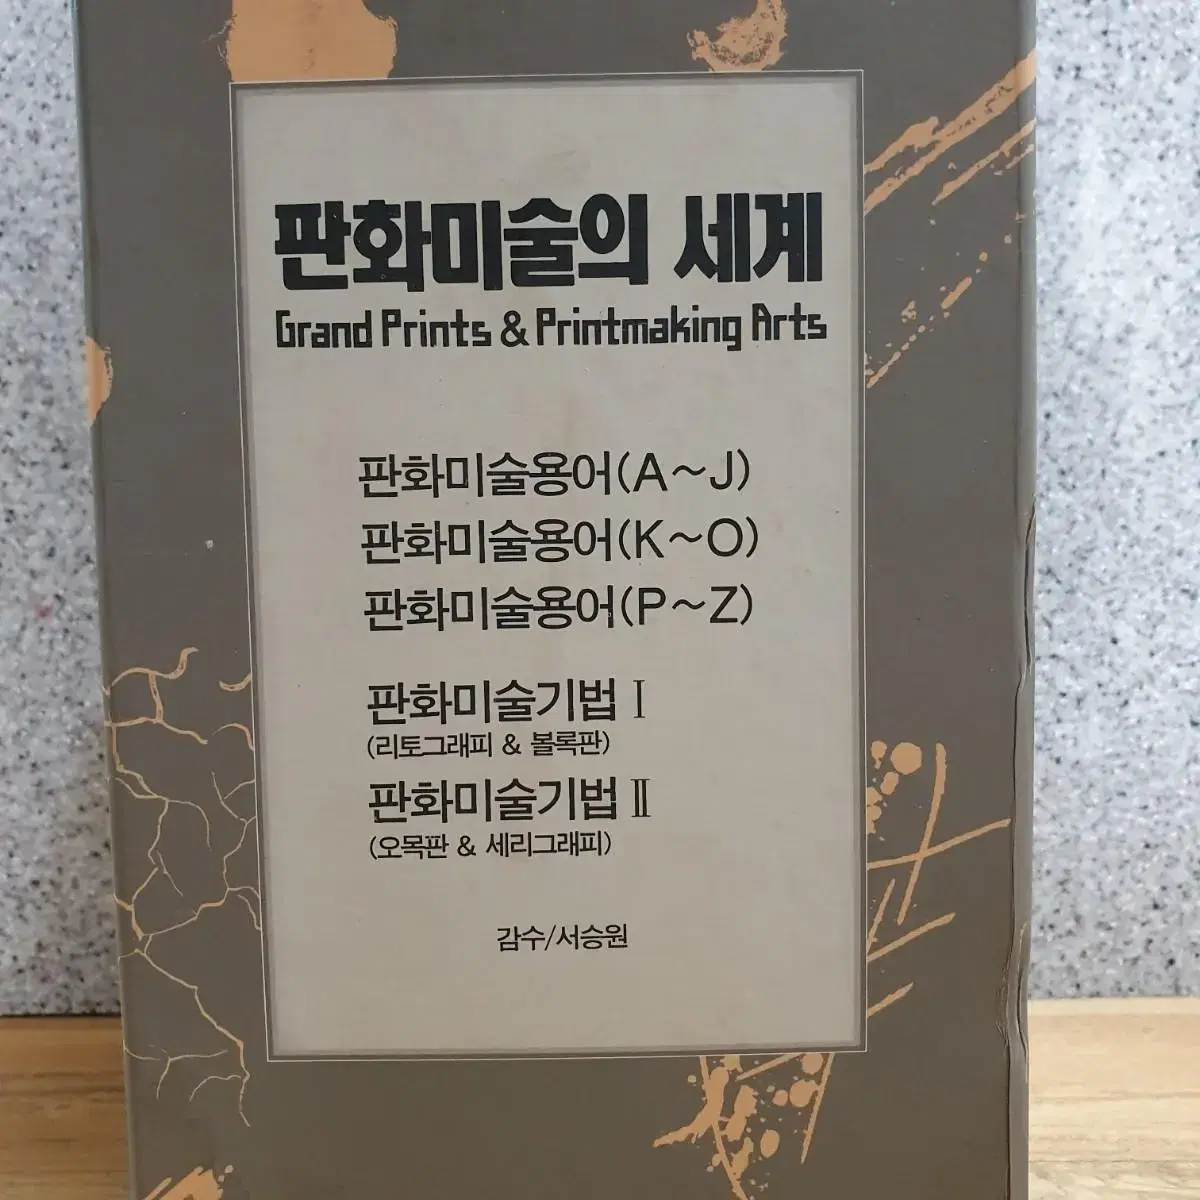 판화미술의 세계
Grand Prints & Printmaking Arts
판화미술용어(A～J)
판화미술용어(K～O)
판화미술용어(P～Z)
판화미술기법 Ⅰ
(리토그래피 & 볼록판)
판화미술기법 Ⅱ
(오목판 & 세리그래피)
감수/서승원